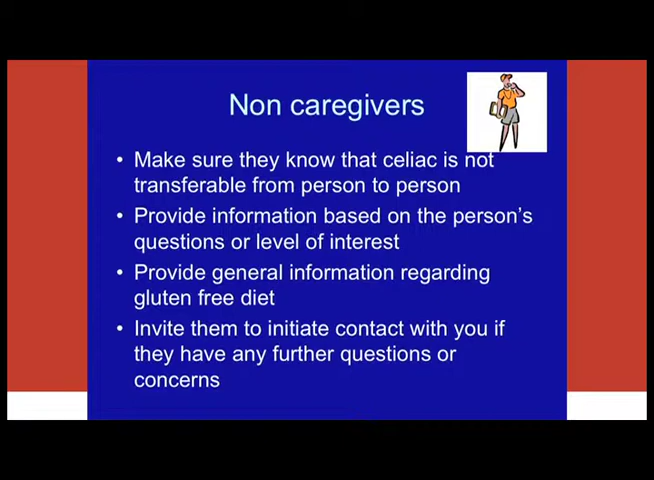 Non caregivers
• Make sure they know that celiac is not
transferable from person to person
• Provide information based on the person's
questions or level of interest
• Provide general information regarding
gluten free diet
• Invite them to initiate contact with you if
they have any further questions or
concerns